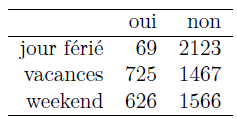 oui non
jour férié 69 2123
vacances 725 1467
weekend 626 1566